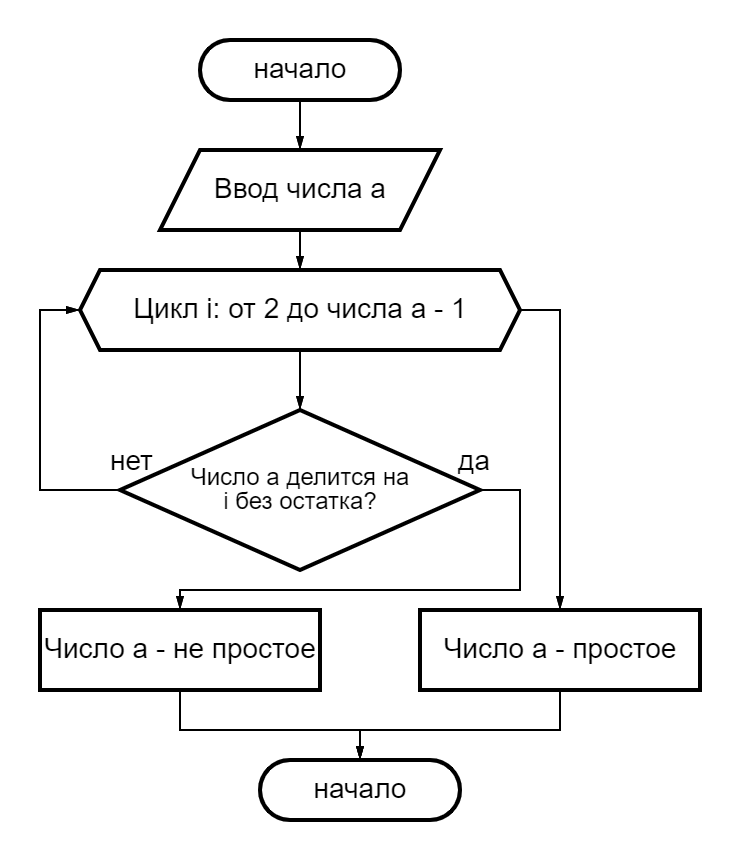 начало
Ввод числа a
Цикл i: от 2 до числа a - 1
нет
да
Число a делится на
i без остатка?
Число a - не простое
Число a - простое
начало